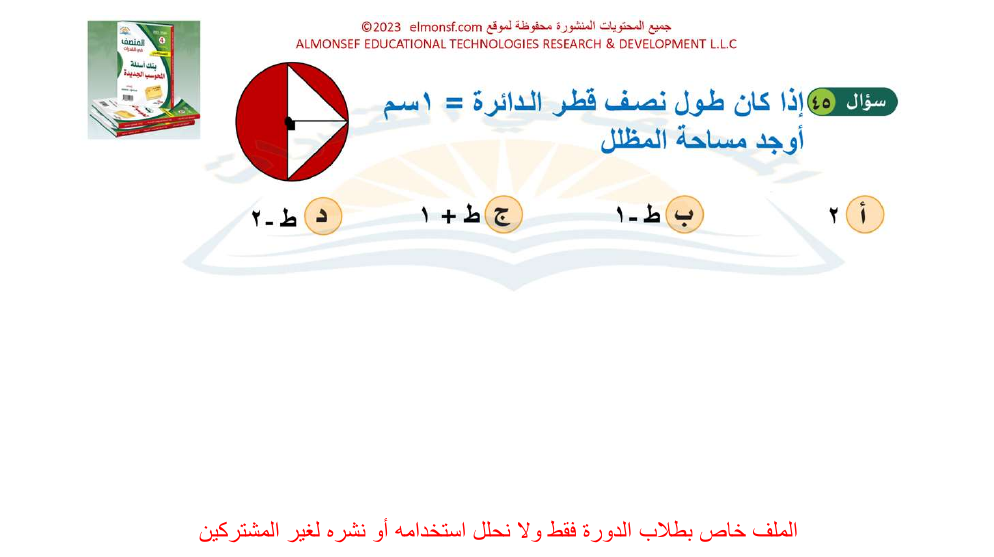 جميع المحتويات المنشورة محفوظة لموقع elmonsf.com ©2023
ALMONSEF EDUCATIONAL TECHNOLOGIES RESEARCH & DEVELOPMENT L.L.C
المنصف
بنك أسئلة
المحوسب الجديدة
سؤال ٤٥ إذا كان طول نصف قطر الدائرة = ١سم
أوجد مساحة المظلل
أ ٢
ب ط - ١
ج ط + ١
د ط - ٢
الملف خاص بطلاب الدورة فقط ولا نحلل استخدامه أو نشره لغير المشتركين